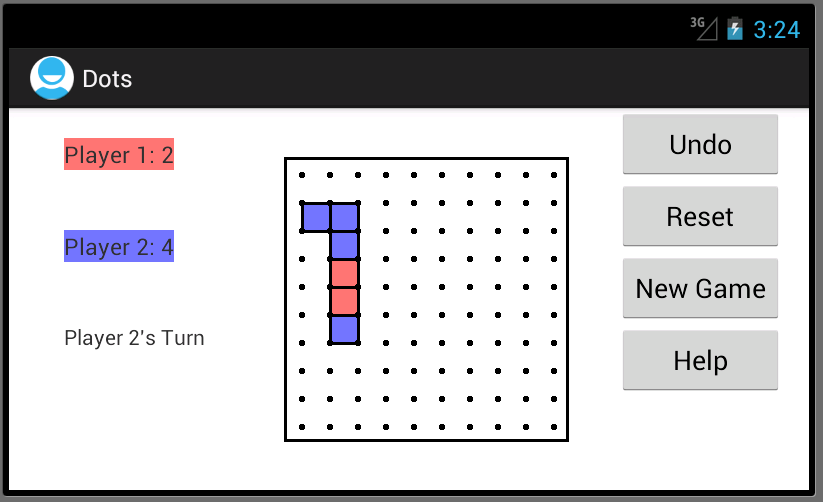 3G 3:24
Dots
Player 1: 2
Player 2: 4
Player 2's Turn
Undo
Reset
New Game
Help